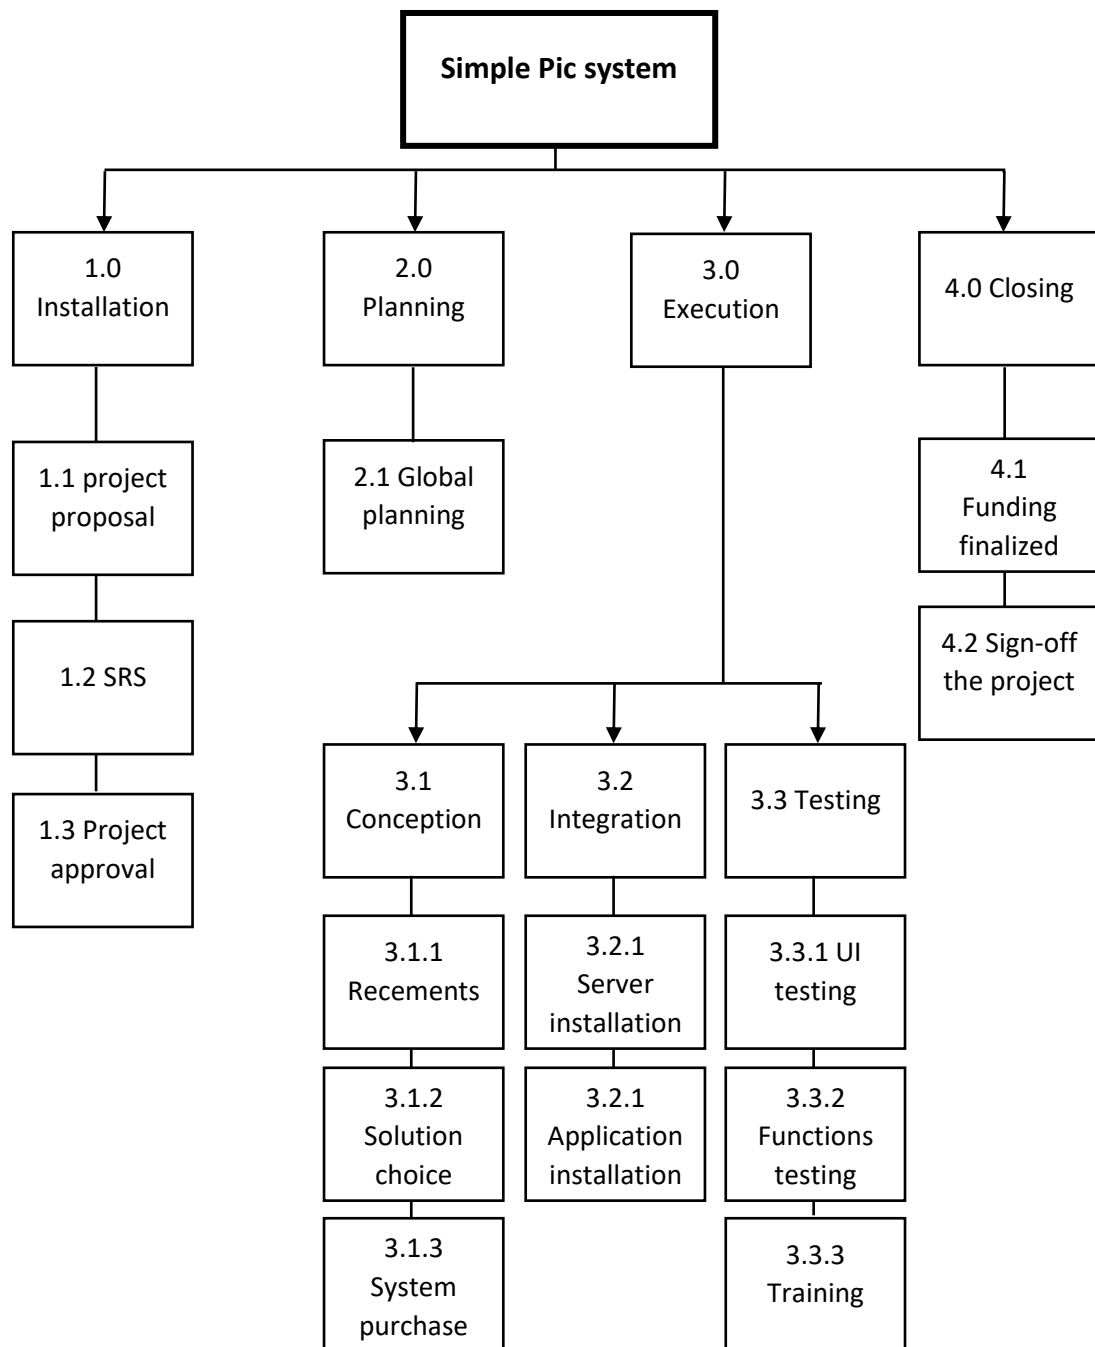 Simple Pic system
1.0
Installation
2.0
Planning
3.0
Execution
4.0 Closing
1.1 project
proposal
2.1 Global
planning
4.1
Funding
finalized
1.2 SRS
4.2 Sign-off
the project
1.3 Project
approval
3.1
Conception
3.2
Integration
3.3 Testing
3.1.1
Recements
3.2.1
Server
installation
3.3.1 UI
testing
3.1.2
Solution
choice
3.2.1
Application
installation
3.3.2
Functions
testing
3.1.3
System
purchase
3.3.3
Training